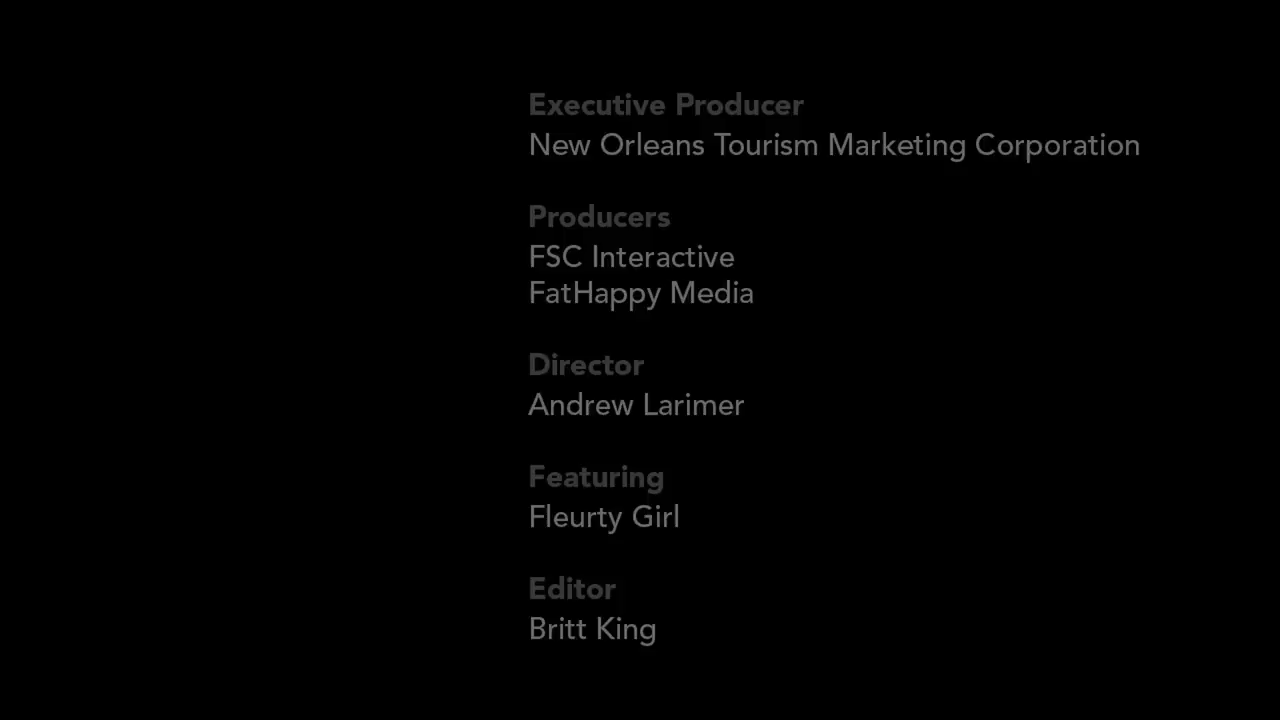 Executive Producer
New Orleans Tourism Marketing Corporation
Producers
FSC Interactive
FatHappy Media
Director
Andrew Larimer
Featuring
Fleurty Girl
Editor
Britt King